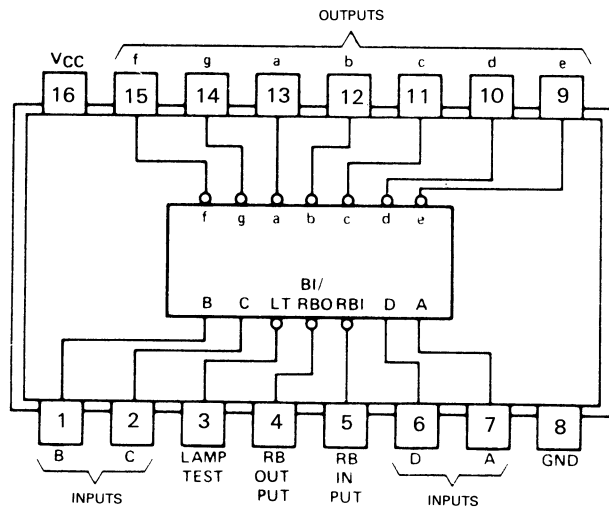 OUTPUTS
VCC f g a b c d e
16 15 14 13 12 11 10 9
f g a b c d e
BI/
B C LT RBO RBI D A
1 2 3 4 5 6 7 8
B C LAMP RB RB D A GND
TEST OUT IN
PUT PUT
INPUTS INPUTS